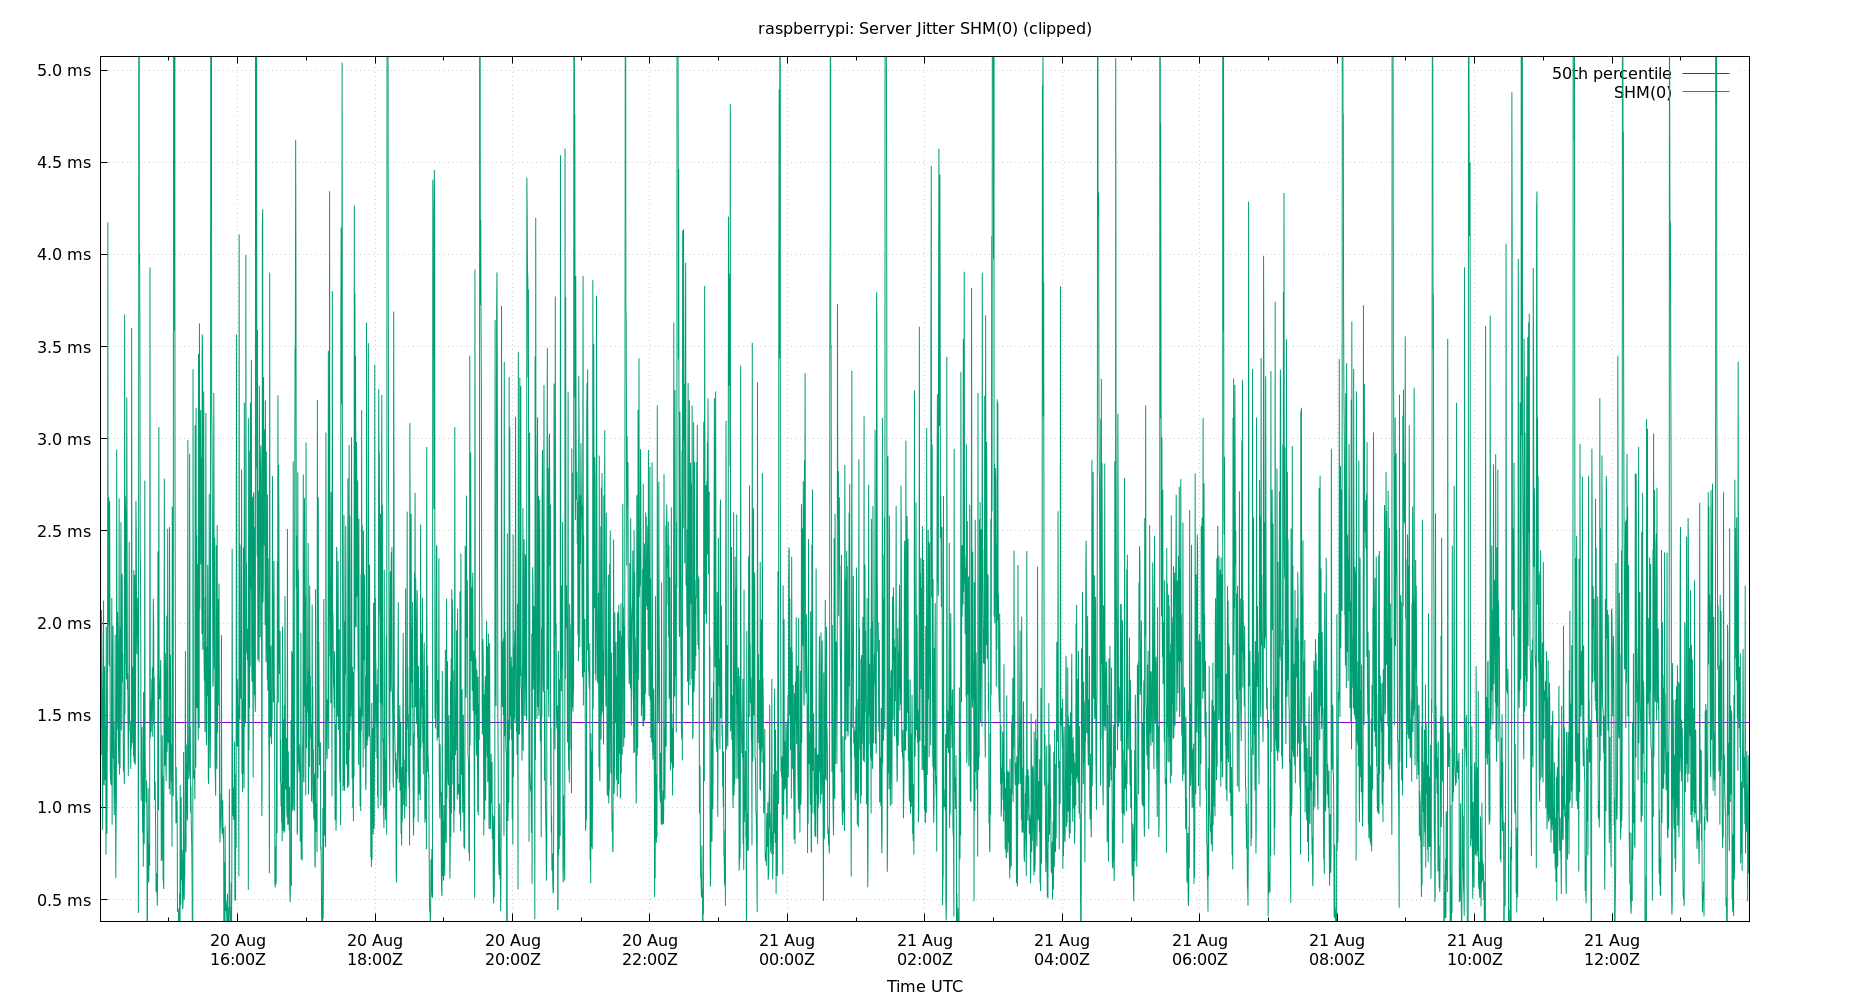 raspberrypi: Server Jitter SHM(0) (clipped)
5.0 ms
50th percentile
SHM(0)
4.5 ms
4.0 ms
3.5 ms
3.0 ms
2.5 ms
2.0 ms
1.5 ms
1.0 ms
0.5 ms
20 Aug 20 Aug 20 Aug 20 Aug 21 Aug 21 Aug 21 Aug 21 Aug 21 Aug 21 Aug 21 Aug
16:00Z 18:00Z 20:00Z 22:00Z 00:00Z 02:00Z 04:00Z 06:00Z 08:00Z 10:00Z 12:00Z
Time UTC